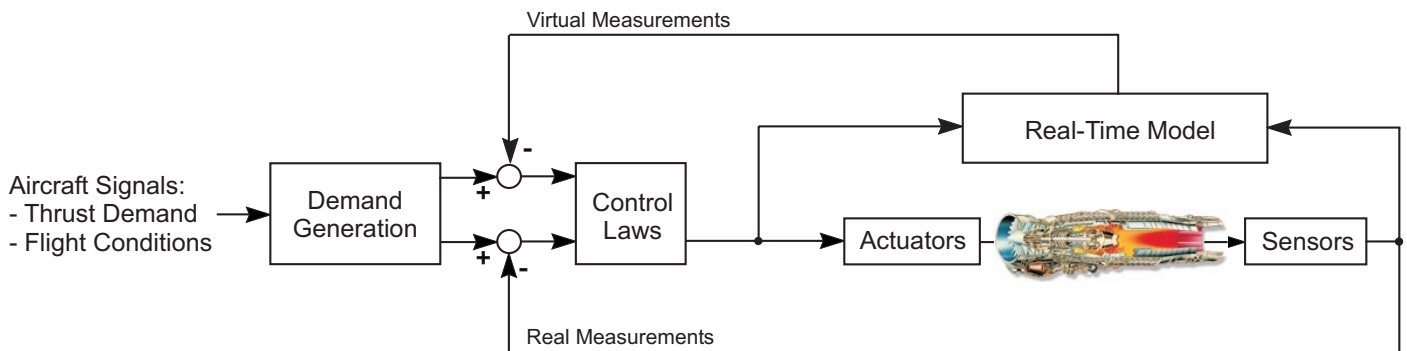 Virtual Measurements
Real-Time Model
-
+
Aircraft Signals:
- Thrust Demand
- Flight Conditions
Demand
Generation
Control
Laws
Actuators
Sensors
+
-
Real Measurements